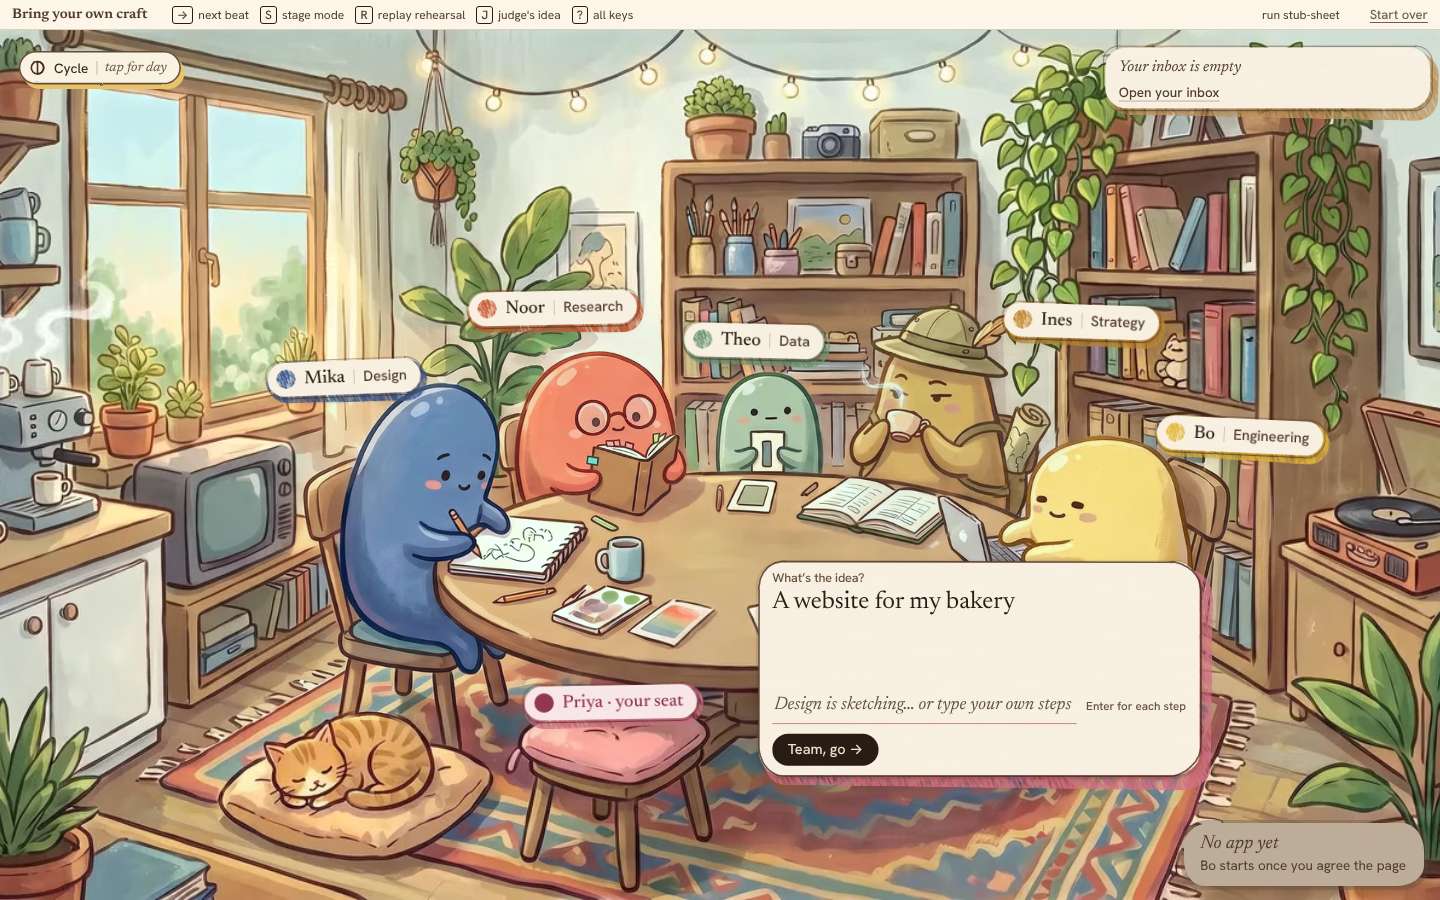 Bring your own craft → next beat S stage mode R replay rehearsal J judge's idea ? all keys run stub-sheet Start over
Cycle | tap for day
Your inbox is empty
Open your inbox
Noor | Research
Ines | Strategy
Theo | Data
Mika | Design
Bo | Engineering
What's the idea?
A website for my bakery
Design is sketching... or type your own steps Enter for each step
Priya · your seat
Team, go →
No app yet
Bo starts once you agree the page